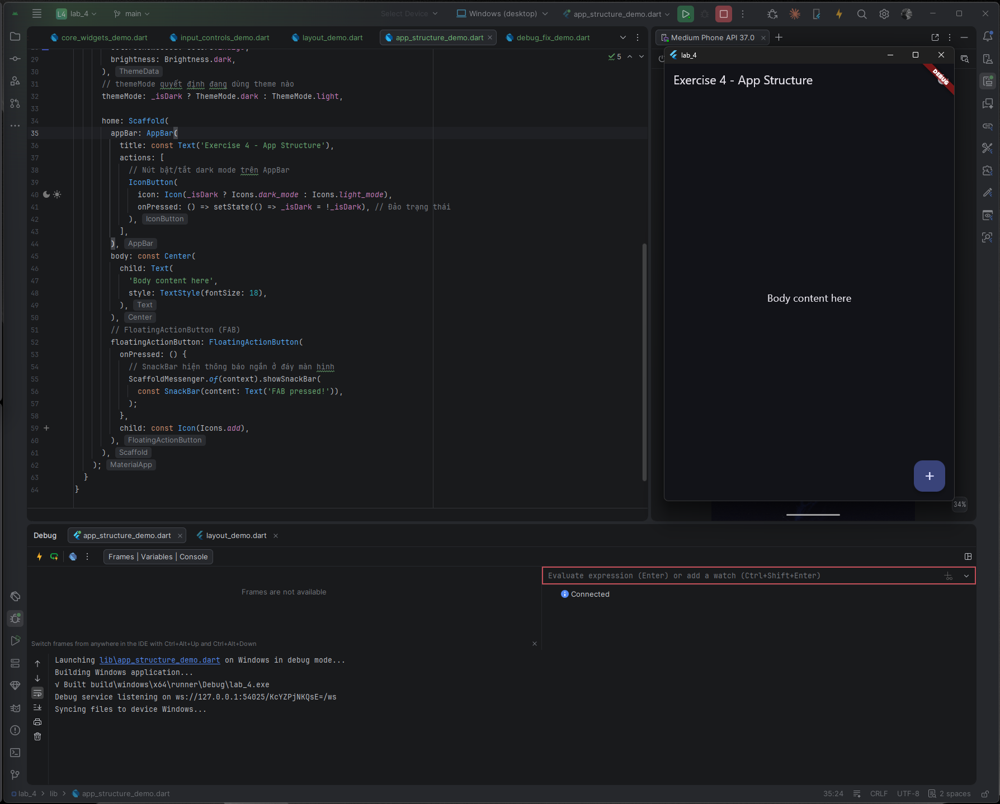 L4 lab_4
main
Select Device
Windows (desktop)
app_structure_demo.dart
core_widgets_demo.dart
input_controls_demo.dart
layout_demo.dart
app_structure_demo.dart
debug_fix_demo.dart
Medium Phone API 37.0
5
29 brightness: Brightness.dark,
30 ), ThemeData
31 // themeMode quyết định đang dùng theme nào
32 themeMode: _isDark ? ThemeMode.dark : ThemeMode.light,
33
34 home: Scaffold(
35 appBar: AppBar(
36 title: const Text('Exercise 4 - App Structure'),
37 actions: [
38 // Nút bật/tắt dark mode trên AppBar
39 IconButton(
40 icon: Icon(_isDark ? Icons.dark_mode : Icons.light_mode),
41 onPressed: () => setState(() => _isDark = !_isDark), // Đảo trạng thái
42 ), IconButton
43 ],
44 ), AppBar
45 body: const Center(
46 child: Text(
47 'Body content here',
48 style: TextStyle(fontSize: 18),
49 ), Text
50 ), Center
51 // FloatingActionButton (FAB)
52 floatingActionButton: FloatingActionButton(
53 onPressed: () {
54 // SnackBar hiện thông báo ngắn ở đáy màn hình
55 ScaffoldMessenger.of(context).showSnackBar(
56 const SnackBar(content: Text('FAB pressed!')),
57 );
58 },
59 child: const Icon(Icons.add),
60 ), FloatingActionButton
61 ), Scaffold
62 ); MaterialApp
63 }
64 }
lab_4
Exercise 4 - App Structure
DEBUG
Body content here
+
34%
Debug
app_structure_demo.dart
layout_demo.dart
Frames | Variables | Console
Frames are not available
Evaluate expression (Enter) or add a watch (Ctrl+Shift+Enter)
Connected
Switch frames from anywhere in the IDE with Ctrl+Alt+Up and Ctrl+Alt+Down
Launching lib\app_structure_demo.dart on Windows in debug mode...
Building Windows application...
√ Built build\windows\x64\runner\Debug\lab_4.exe
Debug service listening on ws://127.0.0.1:54025/KcYZPjNKQsE=/ws
Syncing files to device Windows...
lab_4 > lib > app_structure_demo.dart
35:24
CRLF
UTF-8
2 spaces